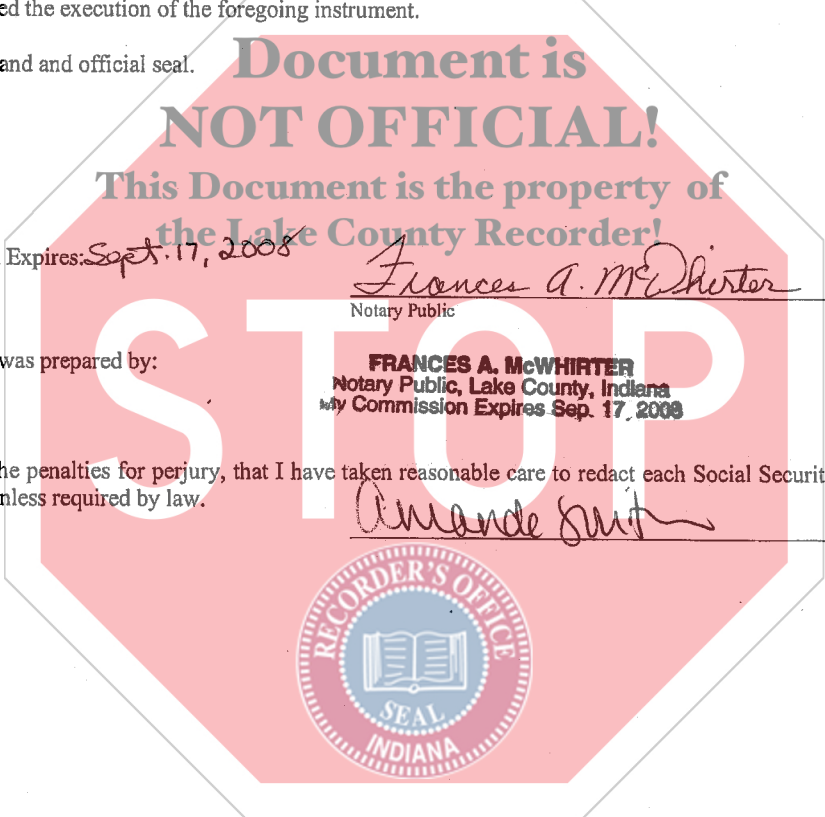 ed the execution of the foregoing instrument.
and and official seal.
Document is
NOT OFFICIAL!
This Document is the property of
the Lake County Recorder!
Expires: Sept. 17, 2008
Frances A. McWhirter
Notary Public
STOP
was prepared by:
FRANCES A. McWHIRTER
Notary Public, Lake County, Indiana
My Commission Expires Sep. 17, 2008
he penalties for perjury, that I have taken reasonable care to redact each Social Securit
nless required by law.
Amanda Smith
RECORDER'S OFFICE
SEAL
INDIANA